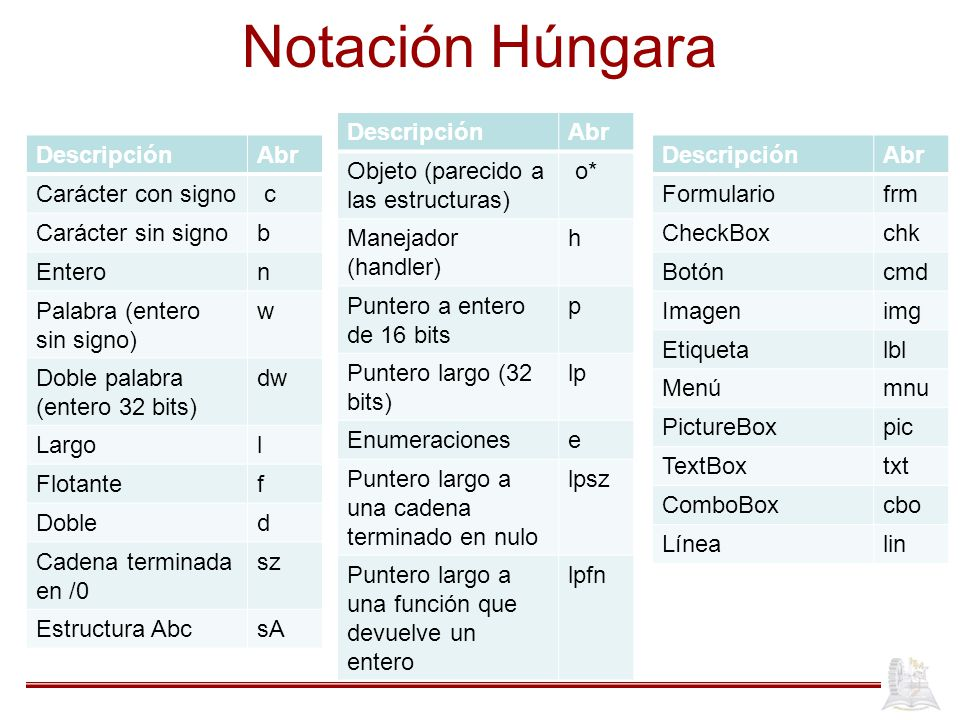 Notación Húngara
Descripción Abr
Carácter con signo c
Carácter sin signo b
Entero n
Palabra (entero w
sin signo)
Doble palabra dw
(entero 32 bits)
Largo l
Flotante f
Doble d
Cadena terminada sz
en /0
Estructura Abc sA
Descripción Abr
Objeto (parecido a o*
las estructuras)
Manejador h
(handler)
Puntero a entero p
de 16 bits
Puntero largo (32 lp
bits)
Enumeraciones e
Puntero largo a lpsz
una cadena
terminado en nulo
Puntero largo a lpfn
una función que
devuelve un
entero
Descripción Abr
Formulario frm
CheckBox chk
Botón cmd
Imagen img
Etiqueta lbl
Menú mnu
PictureBox pic
TextBox txt
ComboBox cbo
Línea lin